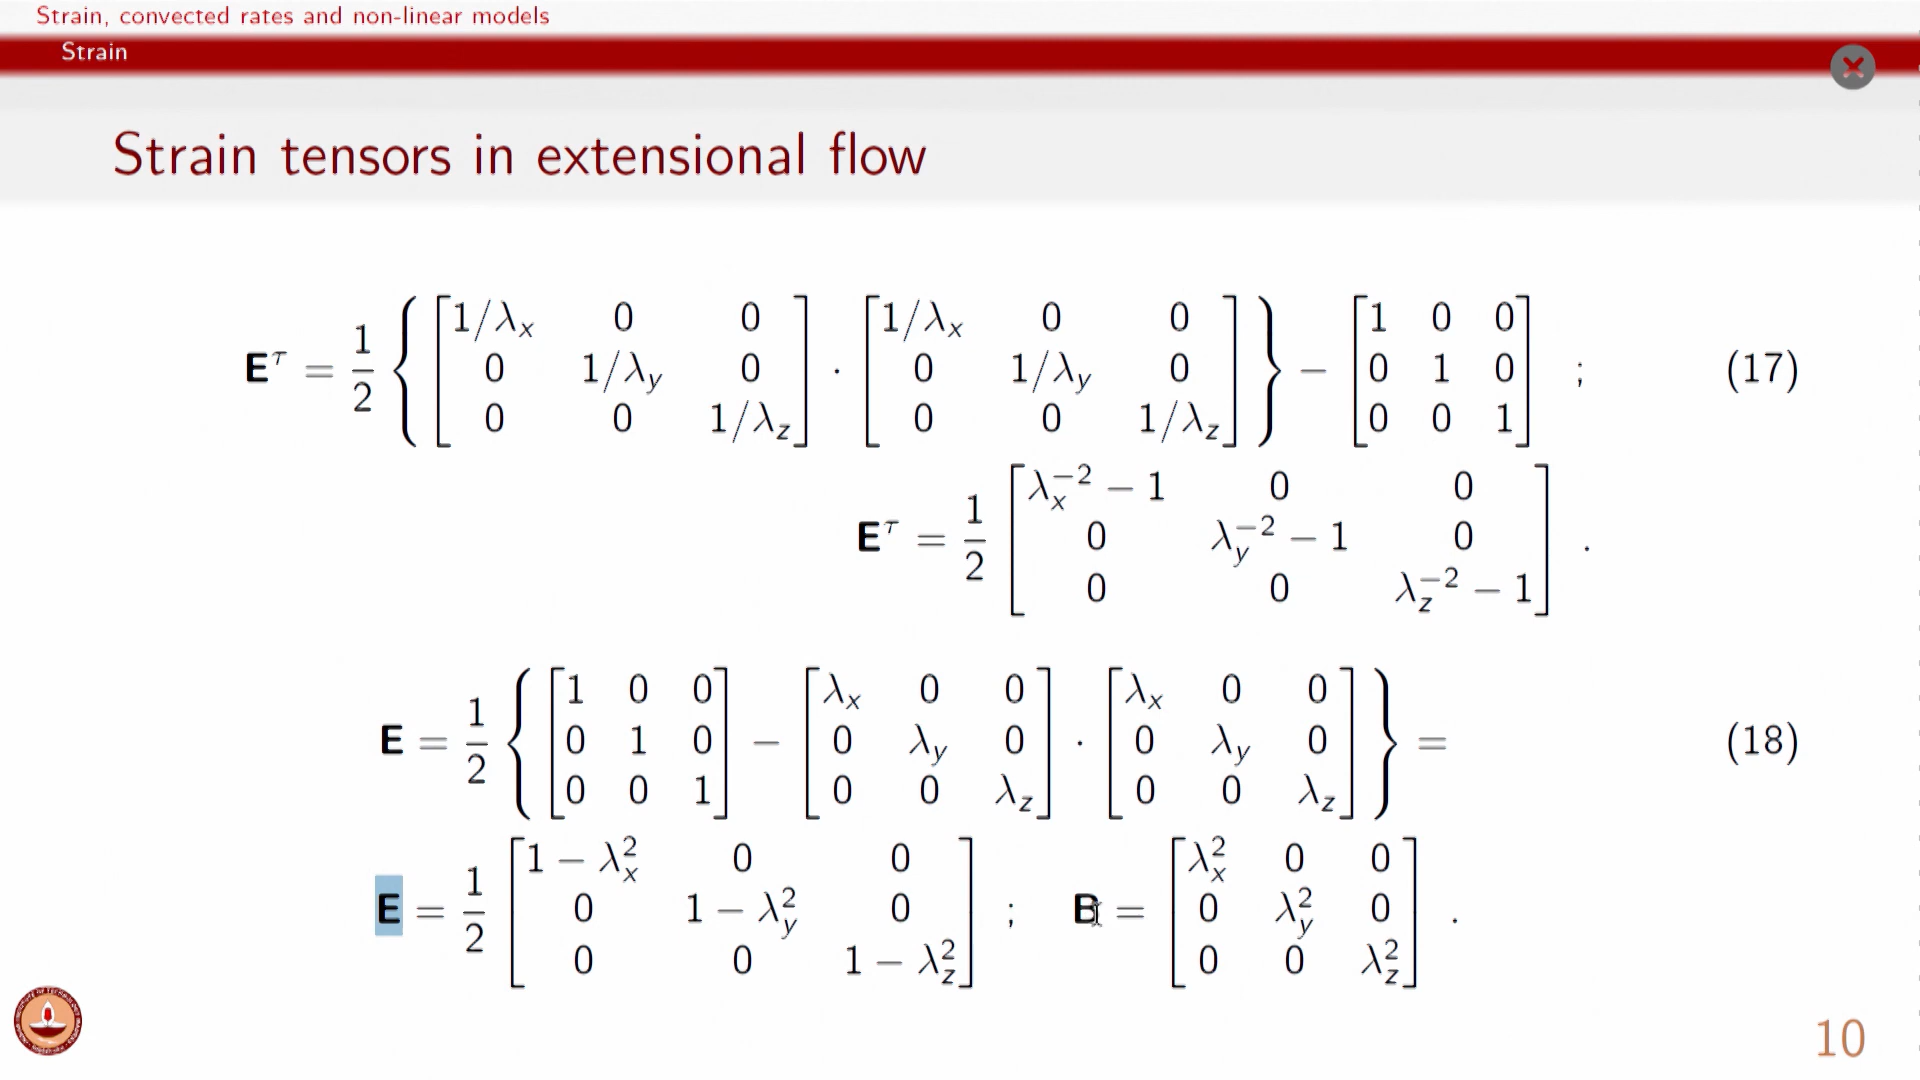 Strain, convected rates and non-linear models
Strain
Strain tensors in extensional flow
E^τ = 1/2 { [1/λ_x 0 0; 0 1/λ_y 0; 0 0 1/λ_z] · [1/λ_x 0 0; 0 1/λ_y 0; 0 0 1/λ_z] } − [1 0 0; 0 1 0; 0 0 1] ; (17)
E^τ = 1/2 [λ_x^−2 − 1 0 0; 0 λ_y^−2 − 1 0; 0 0 λ_z^−2 − 1] .
E = 1/2 { [1 0 0; 0 1 0; 0 0 1] − [λ_x 0 0; 0 λ_y 0; 0 0 λ_z] · [λ_x 0 0; 0 λ_y 0; 0 0 λ_z] } = (18)
E = 1/2 [1 − λ_x^2 0 0; 0 1 − λ_y^2 0; 0 0 1 − λ_z^2] ; B = [λ_x^2 0 0; 0 λ_y^2 0; 0 0 λ_z^2] .
10